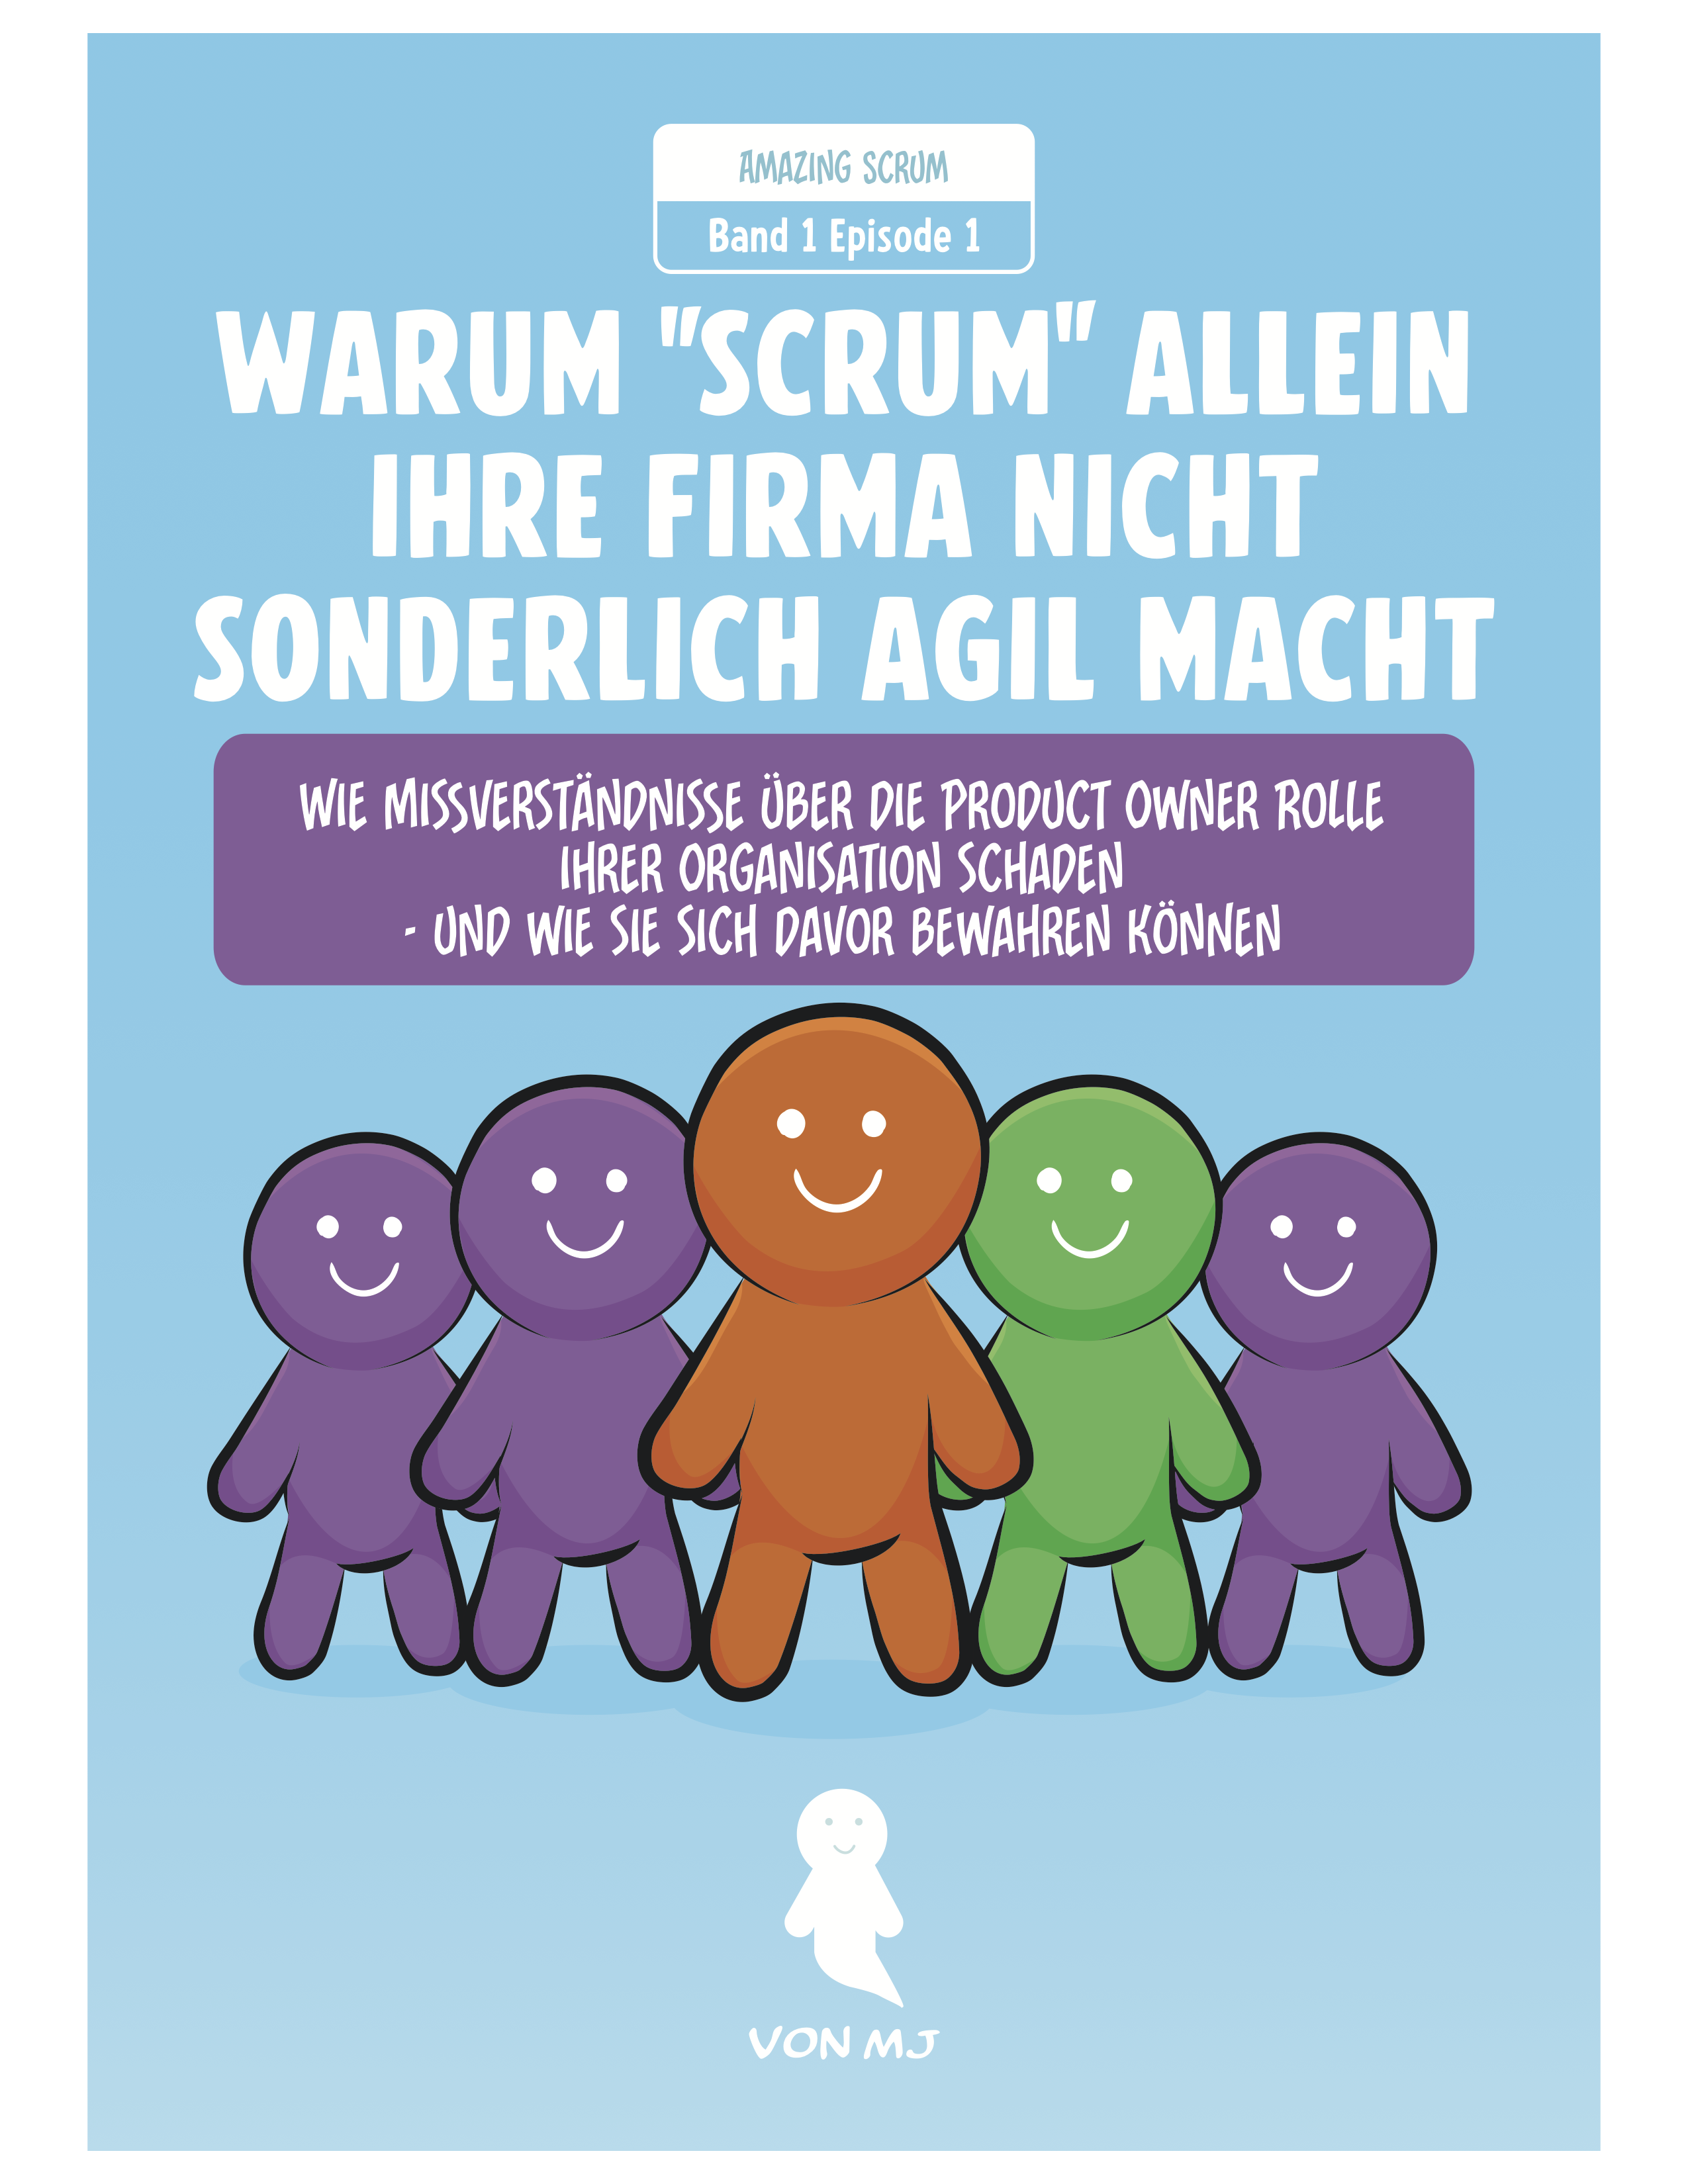 AMAZING SCRUM
Band 1 Episode 1
WARUM "SCRUM" ALLEIN
IHRE FIRMA NICHT
SONDERLICH AGIL MACHT
WIE MISSVERSTÄNDNISSE ÜBER DIE PRODUCT OWNER ROLLE
IHRER ORGANISATION SCHADEN
- UND WIE SIE SICH DAVOR BEWAHREN KÖNNEN
VON MJ